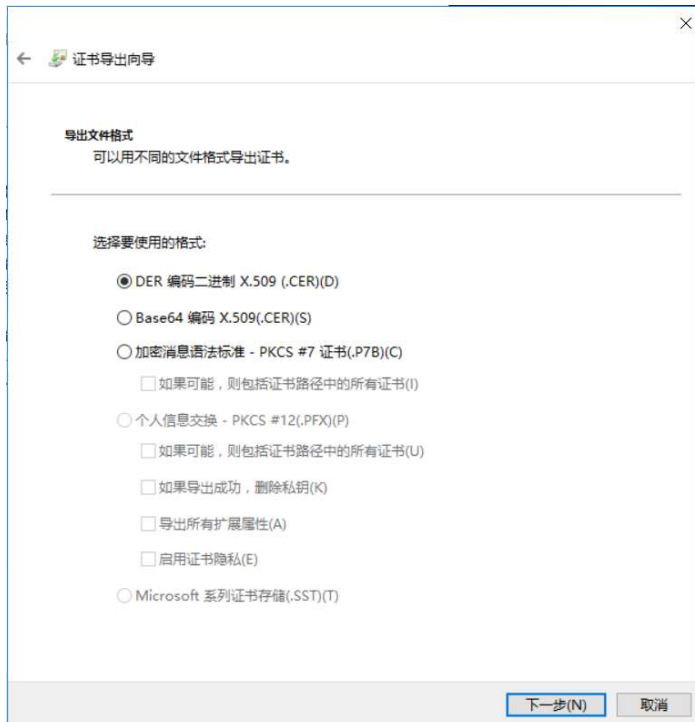 证书导出向导
导出文件格式
可以用不同的文件格式导出证书。
选择要使用的格式:
DER 编码二进制 X.509 (.CER)(D)
Base64 编码 X.509(.CER)(S)
加密消息语法标准 - PKCS #7 证书(.P7B)(C)
如果可能，则包括证书路径中的所有证书(I)
个人信息交换 - PKCS #12(.PFX)(P)
如果可能，则包括证书路径中的所有证书(U)
如果导出成功，删除私钥(K)
导出所有扩展属性(A)
启用证书隐私(E)
Microsoft 系列证书存储(.SST)(T)
下一步(N)
取消